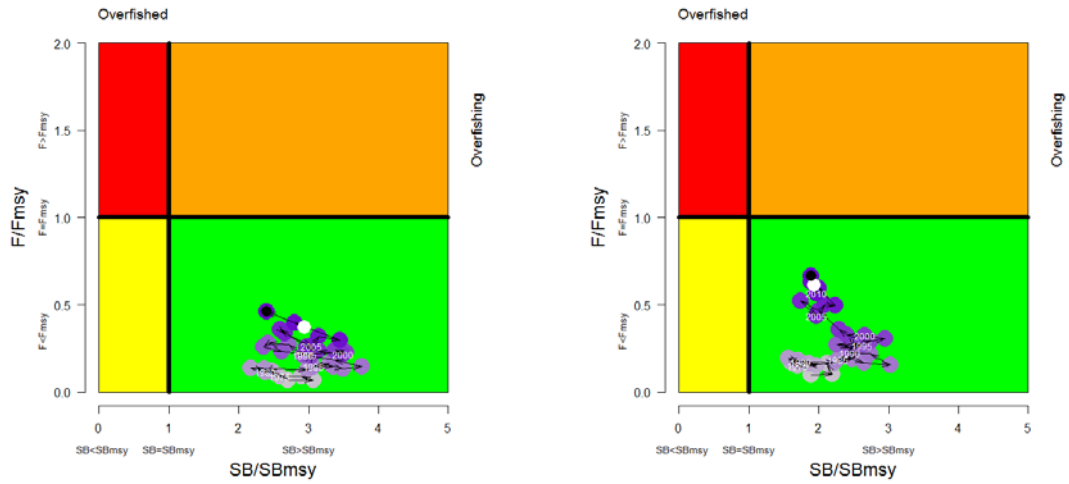 Overfished
2.0
1.5
1.0
0.5
0.0
F>Fmsy
F=Fmsy
F<Fmsy
F/Fmsy
Overfishing
2005
2000
0 1 2 3 4 5
SB<SBmsy SB=SBmsy SB>SBmsy
SB/SBmsy
Overfished
2.0
1.5
1.0
0.5
0.0
F>Fmsy
F=Fmsy
F<Fmsy
F/Fmsy
Overfishing
2010
2005
2000
1995
1990
0 1 2 3 4 5
SB<SBmsy SB=SBmsy SB>SBmsy
SB/SBmsy